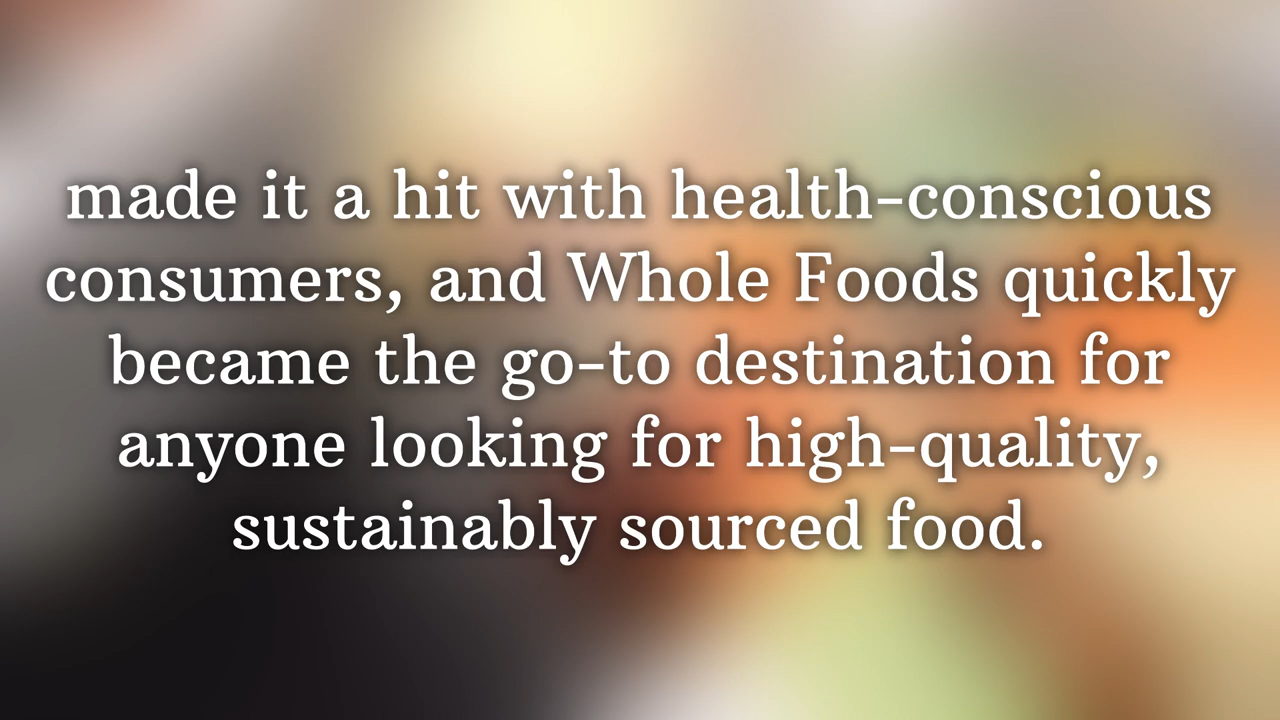 made it a hit with health-conscious
consumers, and Whole Foods quickly
became the go-to destination for
anyone looking for high-quality,
sustainably sourced food.